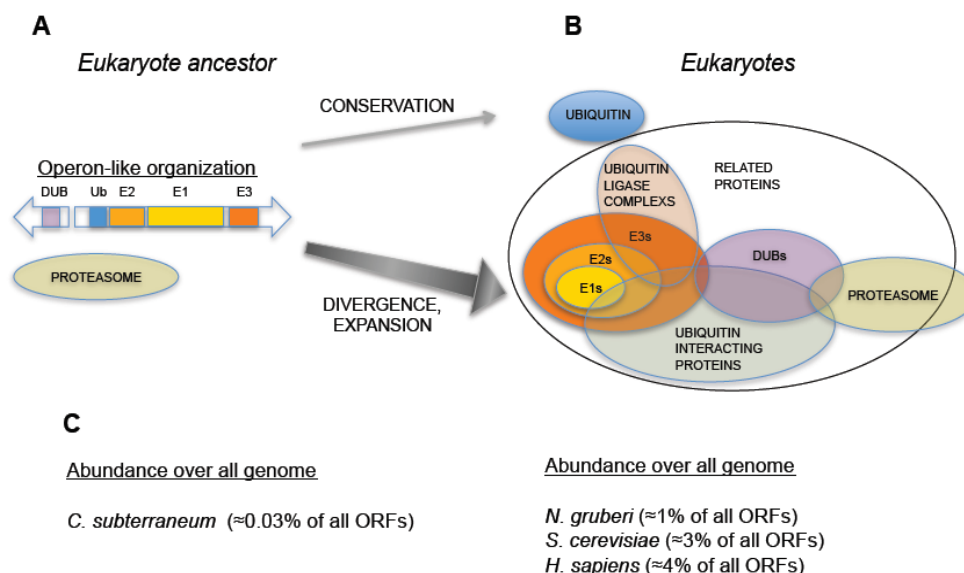 A
Eukaryote ancestor
Operon-like organization
DUB Ub E2 E1 E3
PROTEASOME
CONSERVATION
DIVERGENCE,
EXPANSION
B
Eukaryotes
UBIQUITIN
UBIQUITIN
LIGASE
COMPLEXS
RELATED
PROTEINS
E3s
E2s
E1s
DUBs
PROTEASOME
UBIQUITIN
INTERACTING
PROTEINS
C
Abundance over all genome
C. subterraneum (≈0.03% of all ORFs)
Abundance over all genome
N. gruberi (≈1% of all ORFs)
S. cerevisiae (≈3% of all ORFs)
H. sapiens (≈4% of all ORFs)